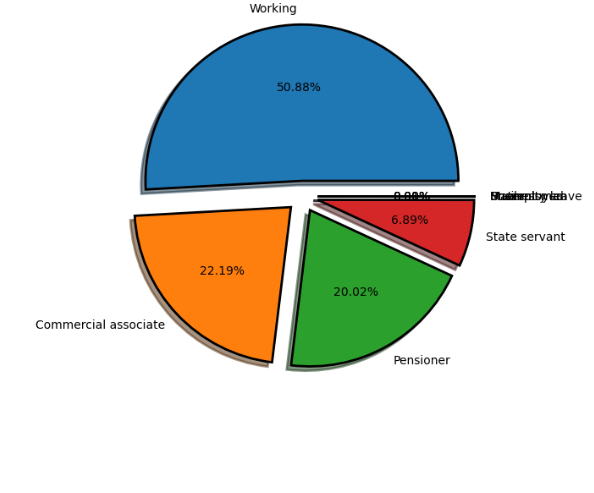 Working
50.88%
6.89%
State servant
22.19%
20.02%
Commercial associate
Pensioner